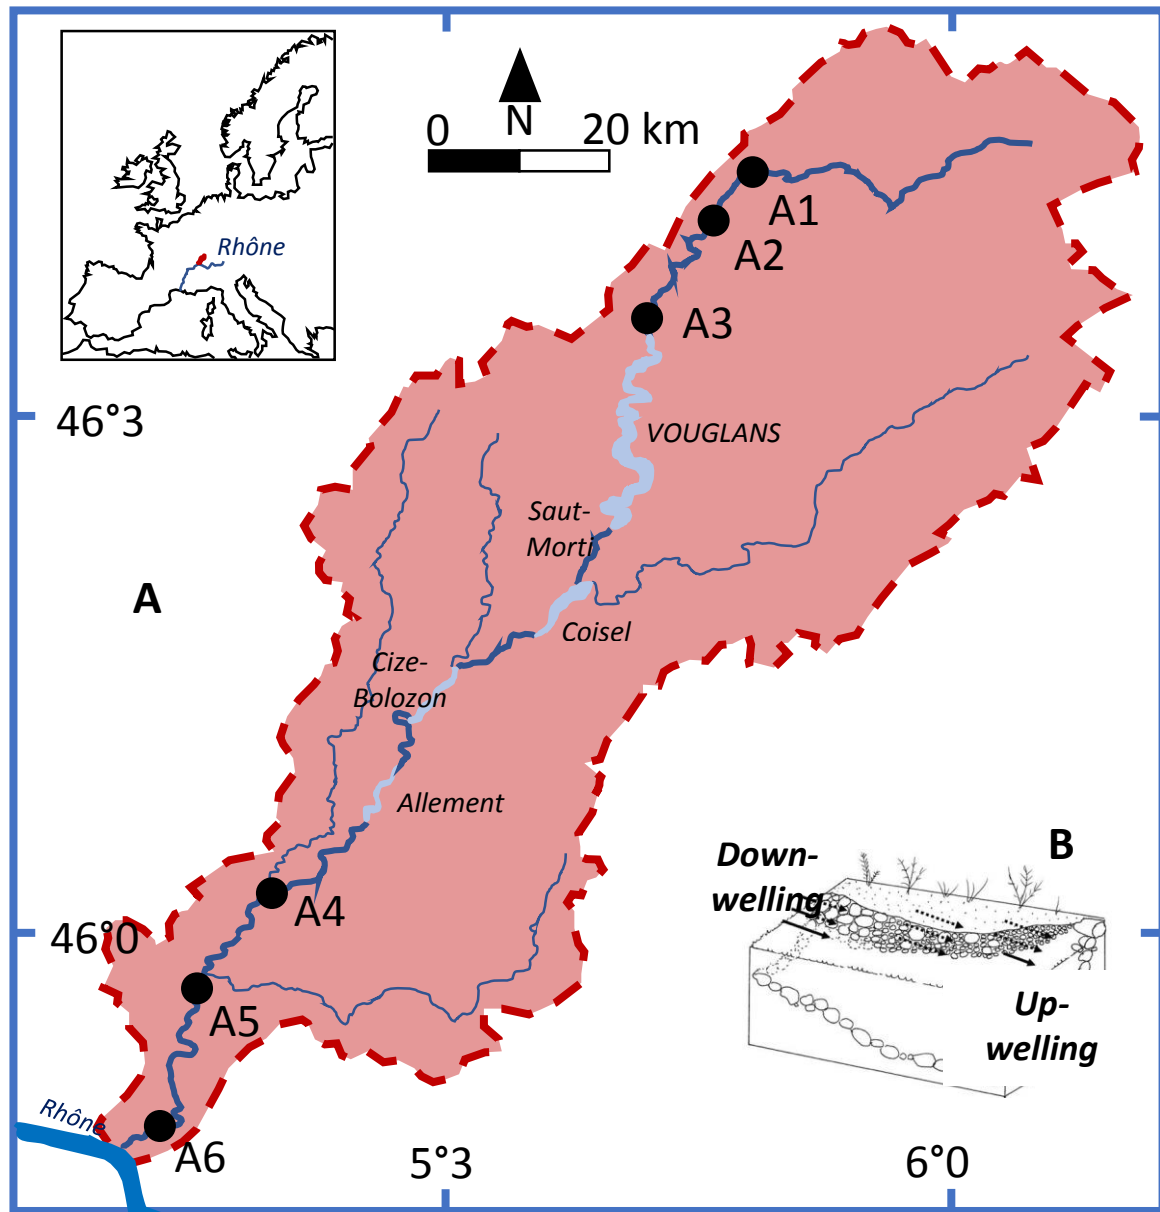 Rhône
N
0 20 km
A1
A2
A3
46°3
VOUGLANS
Saut-
Morti
A
Coisel
Cize-
Bolozon
Allement
B
Down-
welling
A4
46°0
A5
Up-
welling
Rhône
A6
5°3
6°0